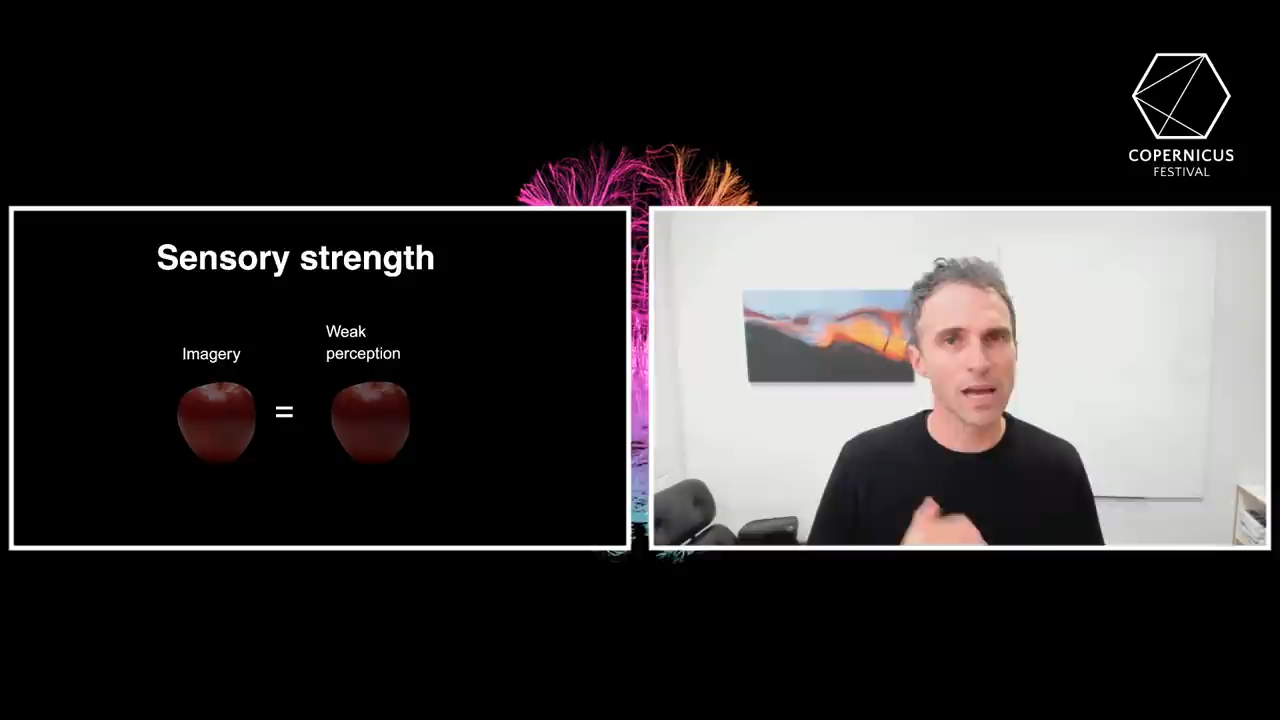 COPERNICUS
FESTIVAL
Sensory strength
Imagery
Weak
perception
=